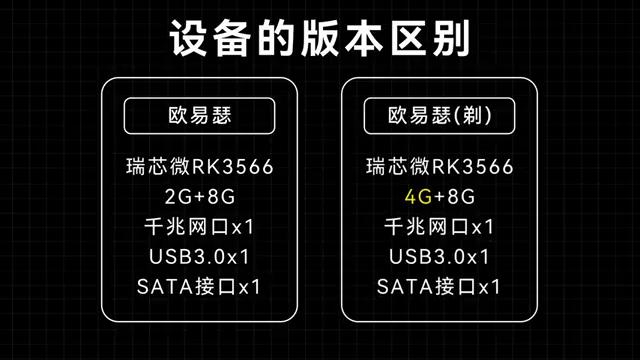 设备的版本区别
欧易瑟
瑞芯微RK3566
2G+8G
千兆网口x1
USB3.0x1
SATA接口x1
欧易瑟(剃)
瑞芯微RK3566
4G+8G
千兆网口x1
USB3.0x1
SATA接口x1